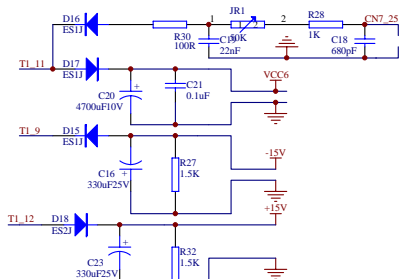 D16
ES1J
R30
100R
1
JR1
50K
2
R28
1K
CN7_25
22nF
C18
680pF
T1_11
D17
ES1J
C20
4700uF10V
C21
0.1uF
VCC6
T1_9
D15
ES1J
C16
330uF25V
R27
1.5K
-15V
+15V
T1_12
D18
ES2J
C23
330uF25V
R32
1.5K